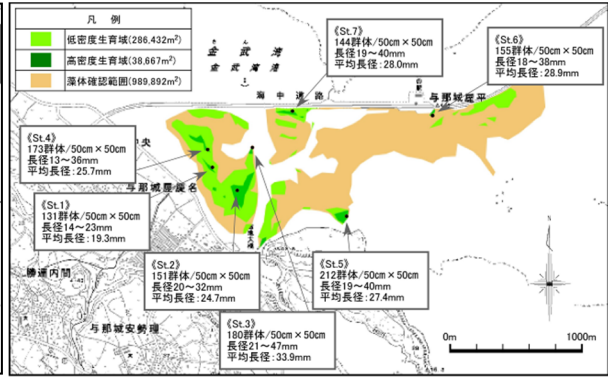 凡 例
低密度生育域(286,432m²)
高密度生育域(38,667m²)
藻体確認範囲(989,892m²)
きん
金武湾
金武湾港
海中道路
《St.7》
144群体/50cm×50cm
長径19~40mm
平均長径:28.0mm
《St.6》
155群体/50cm×50cm
長径18~38mm
平均長径:28.9mm
与那城屋平
《St.4》
173群体/50cm×50cm
長径13~36mm
平均長径:25.7mm
央
与那城屋慶名
《St.1》
131群体/50cm×50cm
長径14~23mm
平均長径:19.3mm
《St.2》
151群体/50cm×50cm
長径20~32mm
平均長径:24.7mm
《St.5》
212群体/50cm×50cm
長径19~40mm
平均長径:27.4mm
勝連内間
与那城安勢理
《St.3》
180群体/50cm×50cm
長径21~47mm
平均長径:33.9mm
0m
1000m